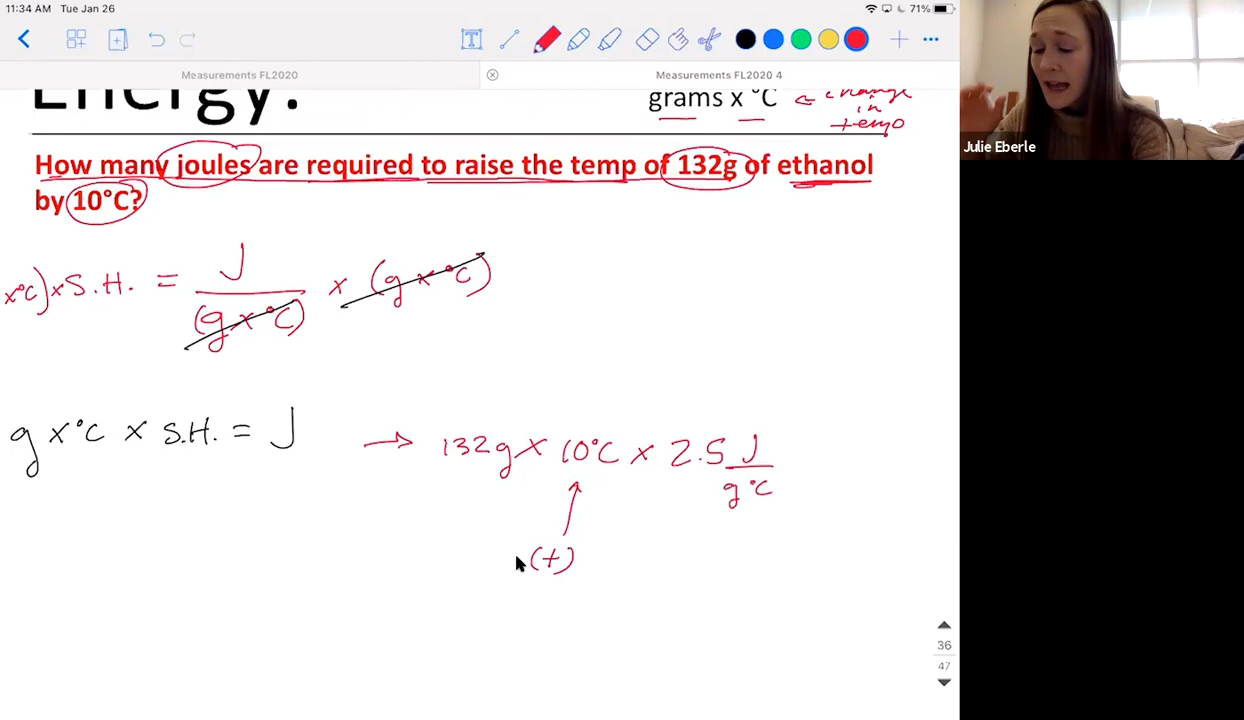 11:34 AM Tue Jan 26
71%
T
Measurements FL2020
Measurements FL2020 4
Energy:
grams x °C ← change
in
temp
How many joules are required to raise the temp of 132g of ethanol
by 10°C?
x°C) x S.H. = J x (g x °C)
(g x °C)
g x °C x S.H. = J
→ 132g x 10°C x 2.5 J
g°C
(+)
36
47
Julie Eberle